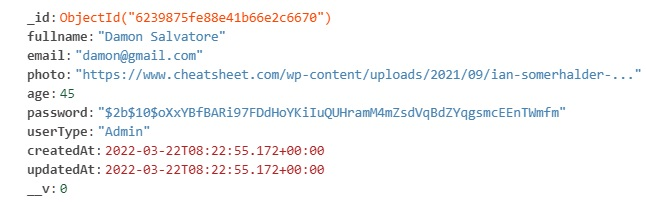 _id: ObjectId("6239875fe88e41b66e2c6670")
fullname: "Damon Salvatore"
email: "damon@gmail.com"
photo: "https://www.cheatsheet.com/wp-content/uploads/2021/09/ian-somerhalder-..."
age: 45
password: "$2b$10$oXxYBfBARi97FDdHoYKiIuQUHramM4mZsdVqBdZYqgsmcEEnTWmfm"
userType: "Admin"
createdAt: 2022-03-22T08:22:55.172+00:00
updatedAt: 2022-03-22T08:22:55.172+00:00
__v: 0